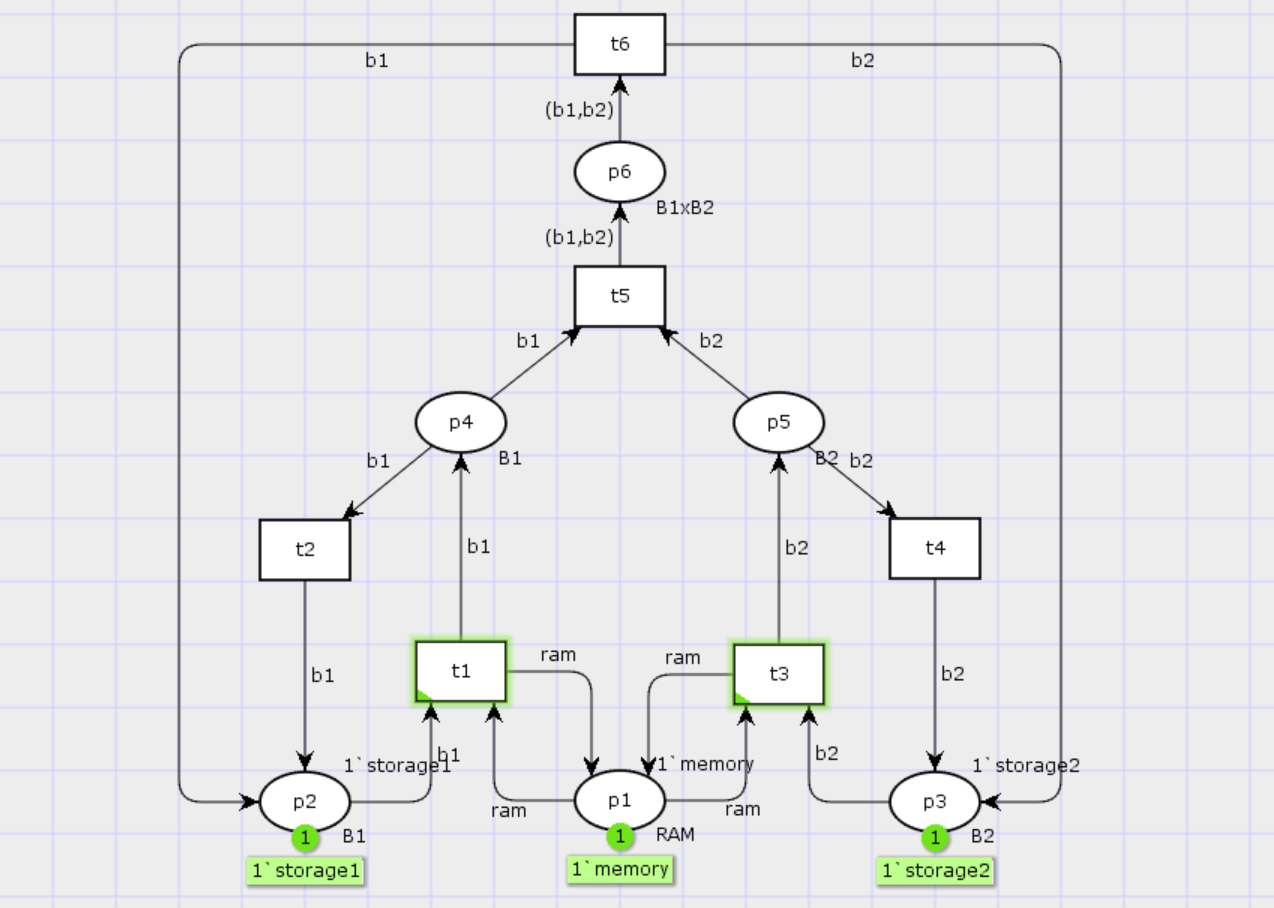 t6
b1
b2
(b1,b2)
p6
B1xB2
(b1,b2)
t5
b1
b2
p4
p5
B1
B2
b1
b2
t2
b1
b2
t4
t1
ram
ram
t3
b1
b2
1`storage1
b1
1`memory
b2
1`storage2
p2
ram
p1
ram
p3
1
B1
1
RAM
1
B2
1`storage1
1`memory
1`storage2